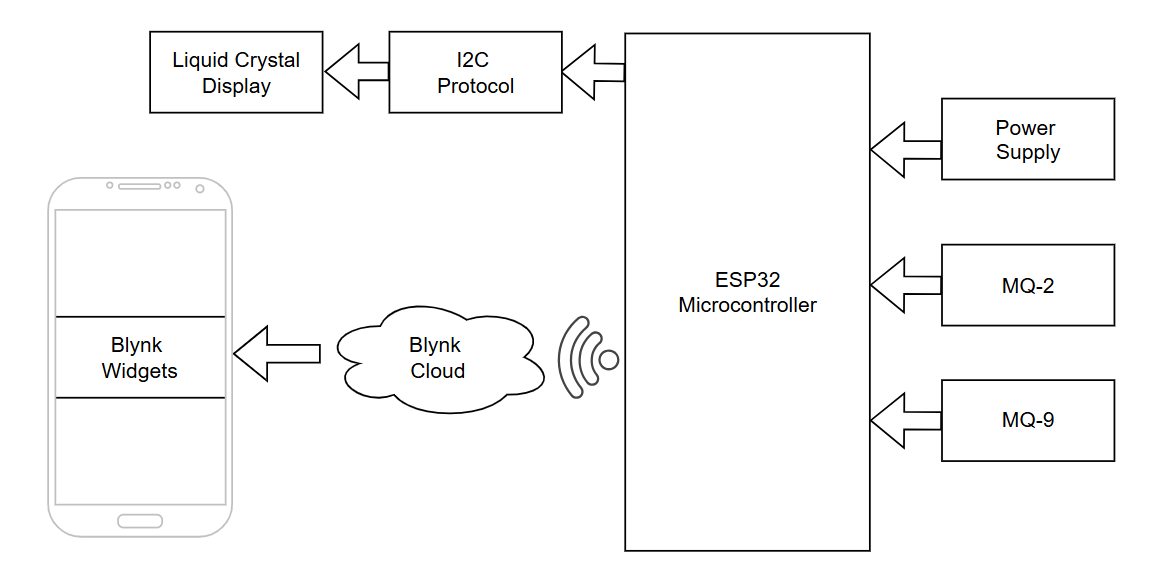 Liquid Crystal
Display
I2C
Protocol
Power
Supply
ESP32
Microcontroller
MQ-2
Blynk
Widgets
Blynk
Cloud
MQ-9